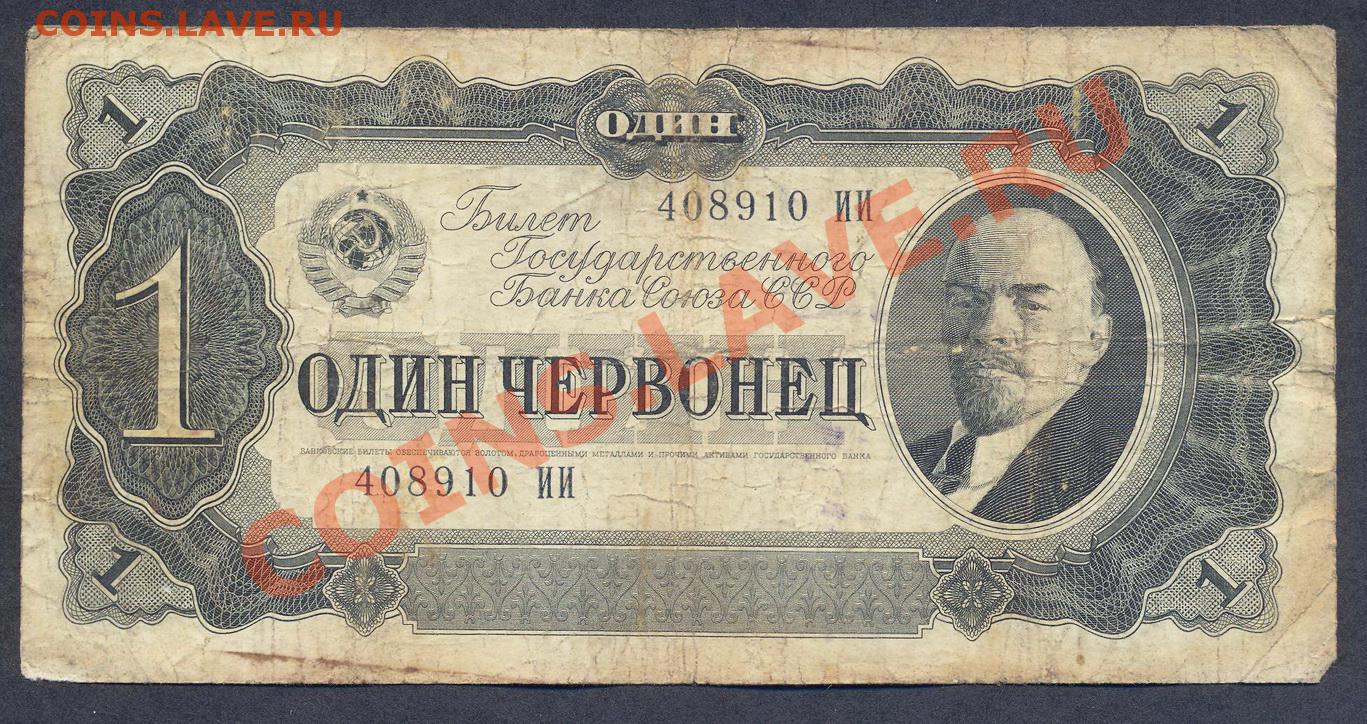 COINS.LAVE.RU
1
ОДИН
1
Билет
408910 ИИ
Государственного
Банка Союза ССР
1
ОДИН ЧЕРВОНЕЦ
БАНКОВСКИЕ БИЛЕТЫ ОБЕСПЕЧИВАЮТСЯ ЗОЛОТОМ, ДРАГОЦЕННЫМИ МЕТАЛЛАМИ И ПРОЧИМИ АКТИВАМИ ГОСУДАРСТВЕННОГО БАНКА
408910 ИИ
1
1
COINS.LAVE.RU